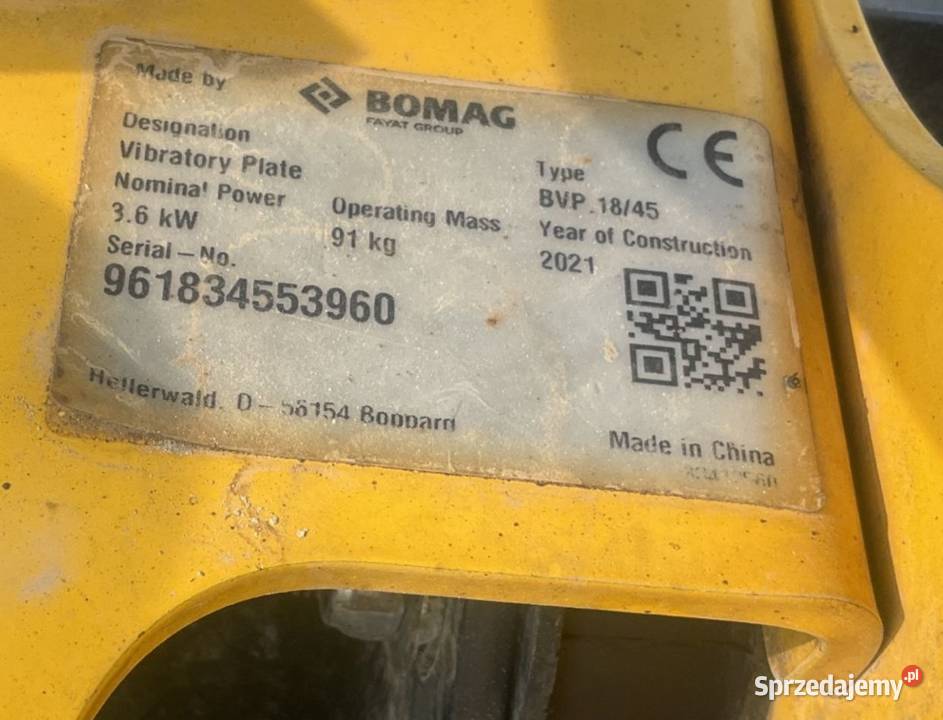 Made by
BOMAG
FAYAT GROUP
CE
Designation
Vibratory Plate
Type
BVP 18/45
Nominal Power
3.6 kW
Operating Mass
91 kg
Year of Construction
2021
Serial-No.
961834553960
Hellerwald, D-56154 Boppard
Made in China
Sprzedajemy.pl